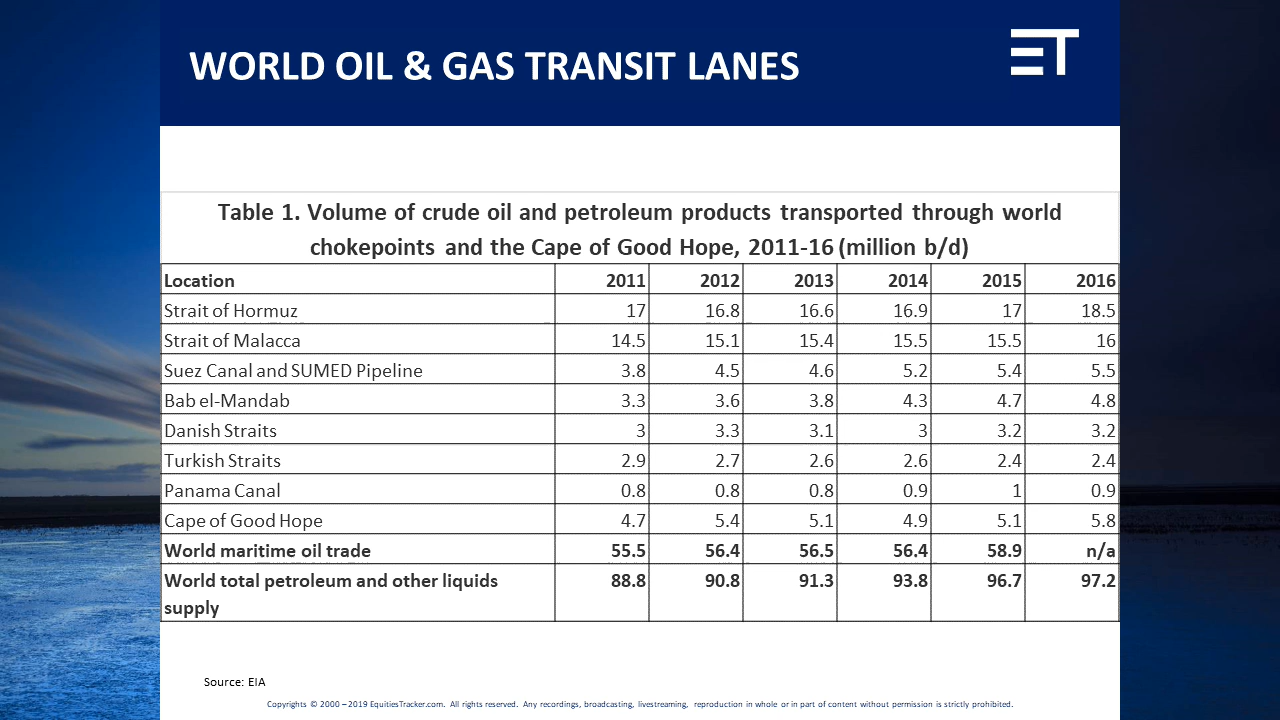 WORLD OIL & GAS TRANSIT LANES
ET
Table 1. Volume of crude oil and petroleum products transported through world
chokepoints and the Cape of Good Hope, 2011-16 (million b/d)
Location 2011 2012 2013 2014 2015 2016
Strait of Hormuz 17 16.8 16.6 16.9 17 18.5
Strait of Malacca 14.5 15.1 15.4 15.5 15.5 16
Suez Canal and SUMED Pipeline 3.8 4.5 4.6 5.2 5.4 5.5
Bab el-Mandab 3.3 3.6 3.8 4.3 4.7 4.8
Danish Straits 3 3.3 3.1 3 3.2 3.2
Turkish Straits 2.9 2.7 2.6 2.6 2.4 2.4
Panama Canal 0.8 0.8 0.8 0.9 1 0.9
Cape of Good Hope 4.7 5.4 5.1 4.9 5.1 5.8
World maritime oil trade 55.5 56.4 56.5 56.4 58.9 n/a
World total petroleum and other liquids 88.8 90.8 91.3 93.8 96.7 97.2
supply
Source: EIA
Copyrights © 2000 – 2019 EquitiesTracker.com. All rights reserved. Any recordings, broadcasting, livestreaming, reproduction in whole or in part of content without permission is strictly prohibited.